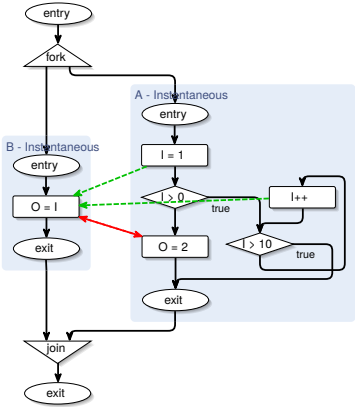 entry
fork
A - Instantaneous
entry
B - Instantaneous
I = 1
entry
I > 0
I++
true
O = I
O = 2
I > 10
exit
true
exit
join
exit